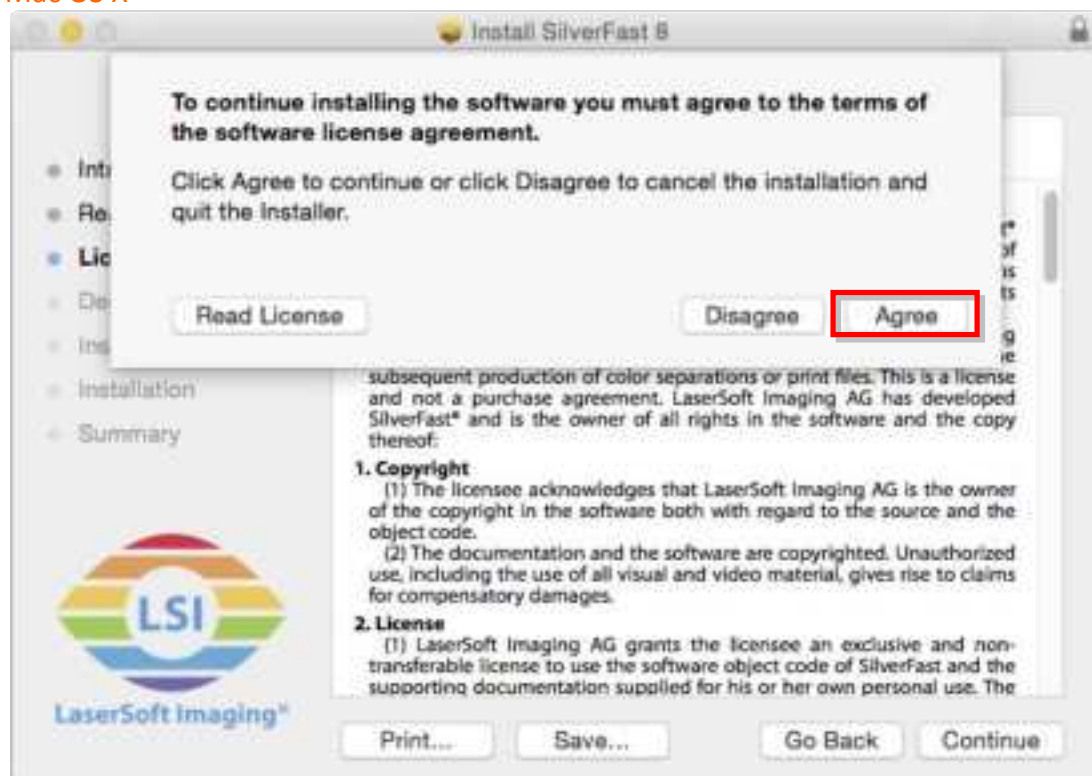 Mac OS X
Install SilverFast 8
To continue installing the software you must agree to the terms of
the software license agreement.
Click Agree to continue or click Disagree to cancel the installation and
quit the Installer.
Read License
Disagree
Agree
Lic
De
Ins
Installation
Summary
subsequent production of color separations or print files. This is a license
and not a purchase agreement. LaserSoft Imaging AG has developed
SilverFast® and is the owner of all rights in the software and the copy
thereof:
1. Copyright
(1) The licensee acknowledges that LaserSoft Imaging AG is the owner
of the copyright in the software both with regard to the source and the
object code.
(2) The documentation and the software are copyrighted. Unauthorized
use, including the use of all visual and video material, gives rise to claims
for compensatory damages.
2. License
(1) LaserSoft Imaging AG grants the licensee an exclusive and non-
transferable license to use the software object code of SilverFast and the
supporting documentation supplied for his or her own personal use. The
LSI
LaserSoft Imaging®
Print...
Save...
Go Back
Continue